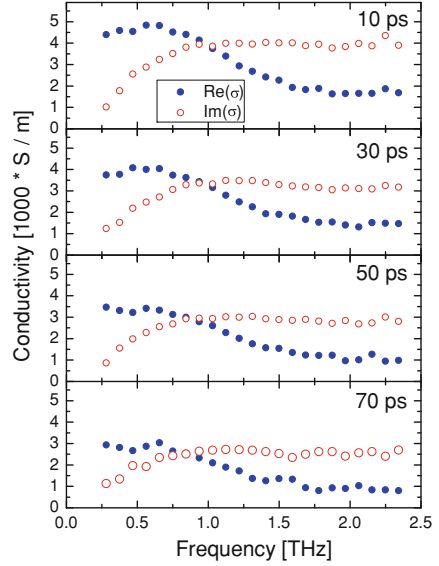 10 ps
5
4
3
2
1
0
Re(σ)
Im(σ)
30 ps
5
4
3
2
1
0
50 ps
5
4
3
2
1
0
70 ps
5
4
3
2
1
0
0.0 0.5 1.0 1.5 2.0 2.5
Frequency [THz]
Conductivity [1000 * S / m]